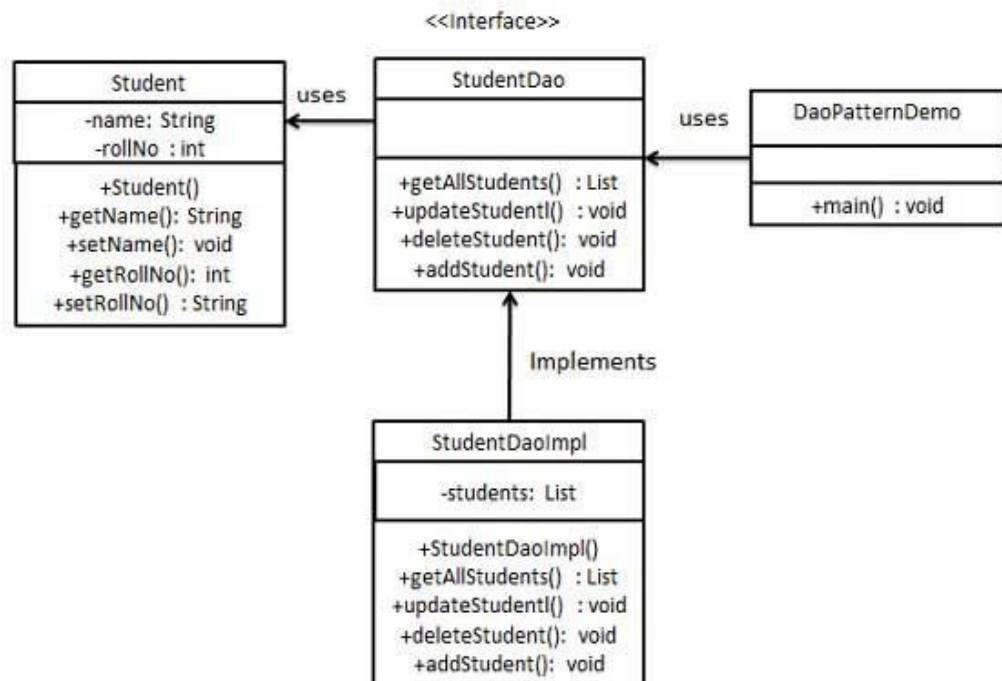 <<Interface>>
Student
-name: String
-rollNo : int
+Student()
+getName(): String
+setName(): void
+getRollNo(): int
+setRollNo() : String
uses
StudentDao
+getAllStudents() : List
+updateStudentl() : void
+deleteStudent(): void
+addStudent(): void
uses
DaoPatternDemo
+main() : void
Implements
StudentDaoImpl
-students: List
+StudentDaoImpl()
+getAllStudents() : List
+updateStudentl() : void
+deleteStudent(): void
+addStudent(): void